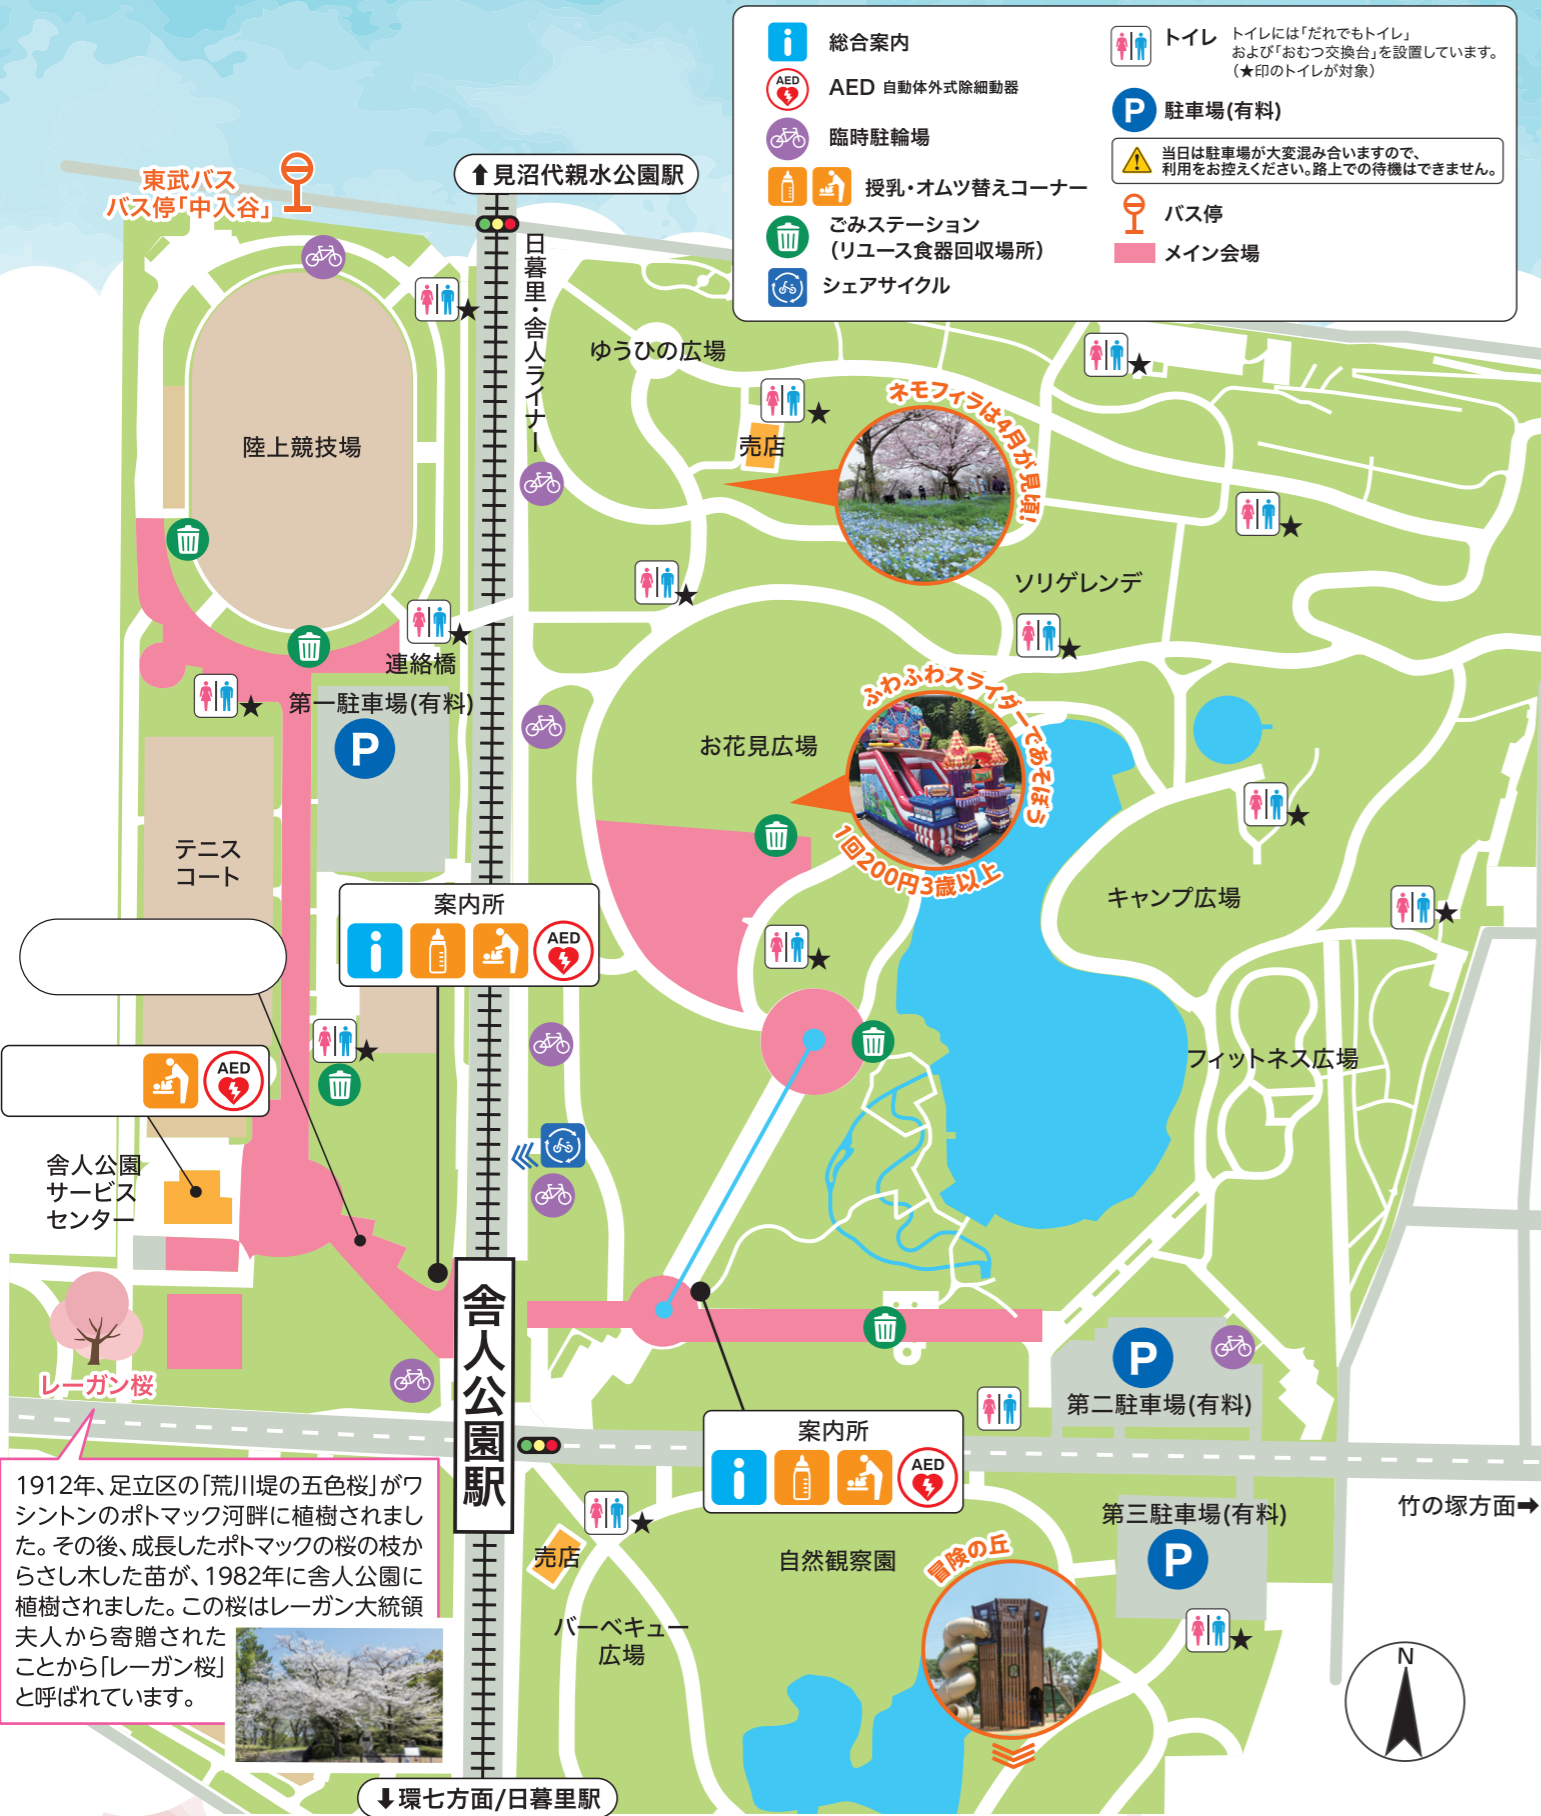 総合案内
AED 自動体外式除細動器
臨時駐輪場
授乳・オムツ替えコーナー
ごみステーション
(リユース食器回収場所)
シェアサイクル
トイレ トイレには「だれでもトイレ」
および「おむつ交換台」を設置しています。
(★印のトイレが対象)
P 駐車場(有料)
当日は駐車場が大変混み合いますので、
利用をお控えください。路上での待機はできません。
バス停
メイン会場
東武バス
バス停「中入谷」
⬆見沼代親水公園駅
日暮里・舎人ライナー
ゆうひの広場
売店
ネモフィラは4月が見頃!
陸上競技場
ソリゲレンデ
連絡橋
第一駐車場(有料)
P
お花見広場
ふわふわスライダーであそぼう
1回200円3歳以上
テニス
コート
案内所
AED
キャンプ広場
AED
フィットネス広場
舎人公園
サービス
センター
レーガン桜
舎人公園駅
P
第二駐車場(有料)
案内所
AED
1912年、足立区の「荒川堤の五色桜」がワ
シントンのポトマック河畔に植樹されまし
た。その後、成長したポトマックの桜の枝か
らさし木した苗が、1982年に舎人公園に
植樹されました。この桜はレーガン大統領
夫人から寄贈された
ことから「レーガン桜」
と呼ばれています。
竹の塚方面➡
第三駐車場(有料)
P
売店
自然観察園
冒険の丘
バーベキュー
広場
N
⬇環七方面/日暮里駅